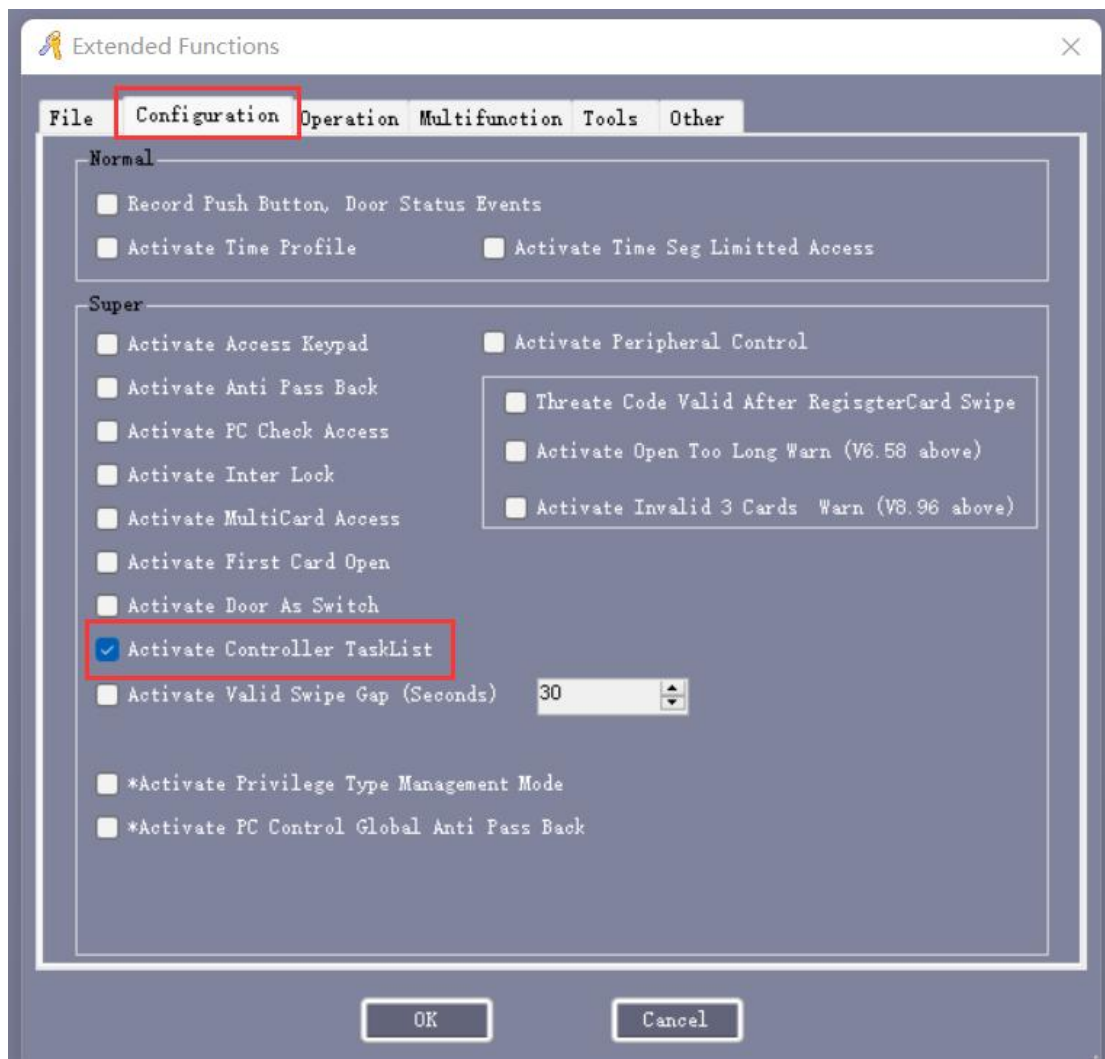 Extended Functions
File Configuration Operation Multifunction Tools Other
Normal
Record Push Button, Door Status Events
Activate Time Profile
Activate Time Seg Limitted Access
Super
Activate Access Keypad
Activate Peripheral Control
Activate Anti Pass Back
Threate Code Valid After RegisgterCard Swipe
Activate PC Check Access
Activate Open Too Long Warn (V6.58 above)
Activate Inter Lock
Activate Invalid 3 Cards Warn (V8.96 above)
Activate MultiCard Access
Activate First Card Open
Activate Door As Switch
Activate Controller TaskList
Activate Valid Swipe Gap (Seconds) 30
*Activate Privilege Type Management Mode
*Activate PC Control Global Anti Pass Back
OK Cancel